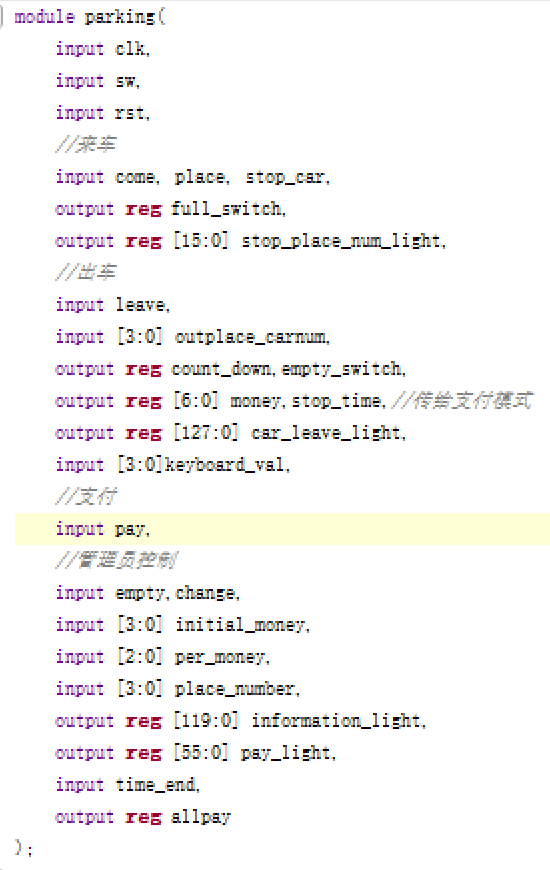 module parking(
input clk,
input sw,
input rst,
//来车
input come, place, stop_car,
output reg full_switch,
output reg [15:0] stop_place_num_light,
//出车
input leave,
input [3:0] outplace_carnum,
output reg count_down,empty_switch,
output reg [6:0] money,stop_time,//传给支付模式
output reg [127:0] car_leave_light,
input [3:0]keyboard_val,
//支付
input pay,
//管理员控制
input empty,change,
input [3:0] initial_money,
input [2:0] per_money,
input [3:0] place_number,
output reg [119:0] information_light,
output reg [55:0] pay_light,
input time_end,
output reg allpay
);